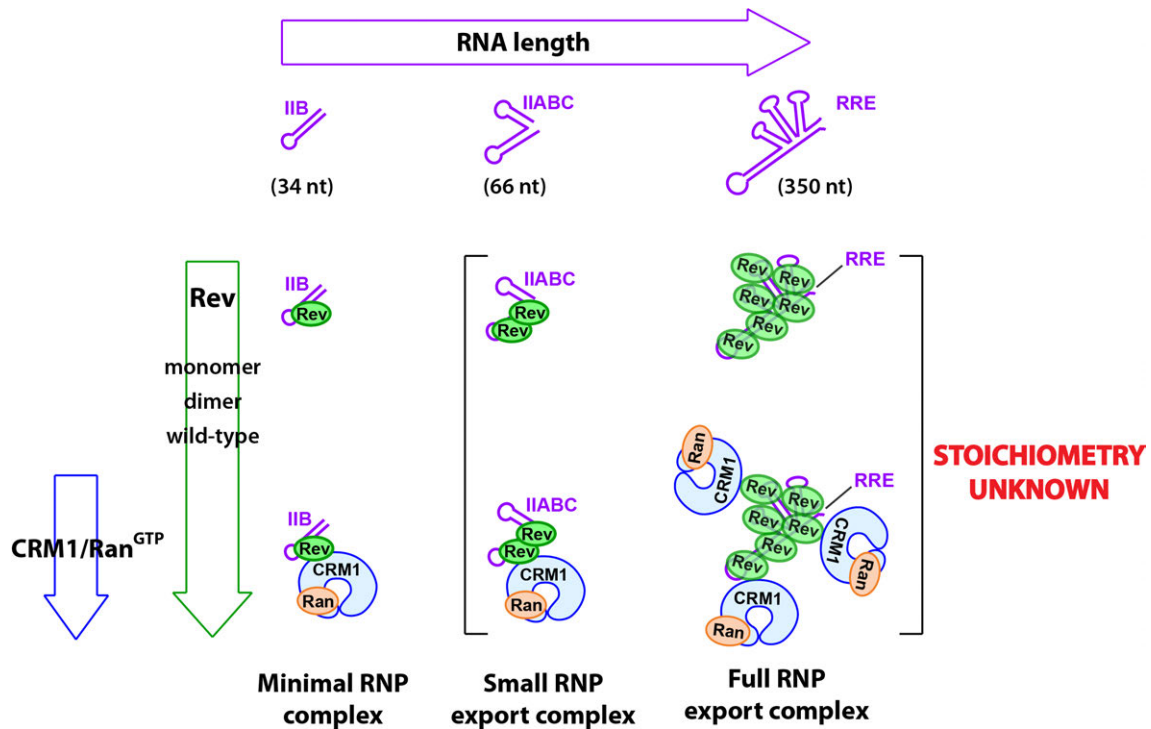 RNA length
IIB
IIABC
RRE
(34 nt)
(66 nt)
(350 nt)
Rev
monomer
dimer
wild-type
CRM1/Ran^GTP
IIB
Rev
IIABC
Rev
Rev
RRE
Rev
Rev
Rev
Rev
Rev
Rev
IIB
Rev
CRM1
Ran
IIABC
Rev
Rev
CRM1
Ran
Ran
CRM1
RRE
Rev
Rev
Rev
Rev
Rev
Rev
CRM1
Ran
CRM1
Ran
STOICHIOMETRY
UNKNOWN
Minimal RNP
complex
Small RNP
export complex
Full RNP
export complex